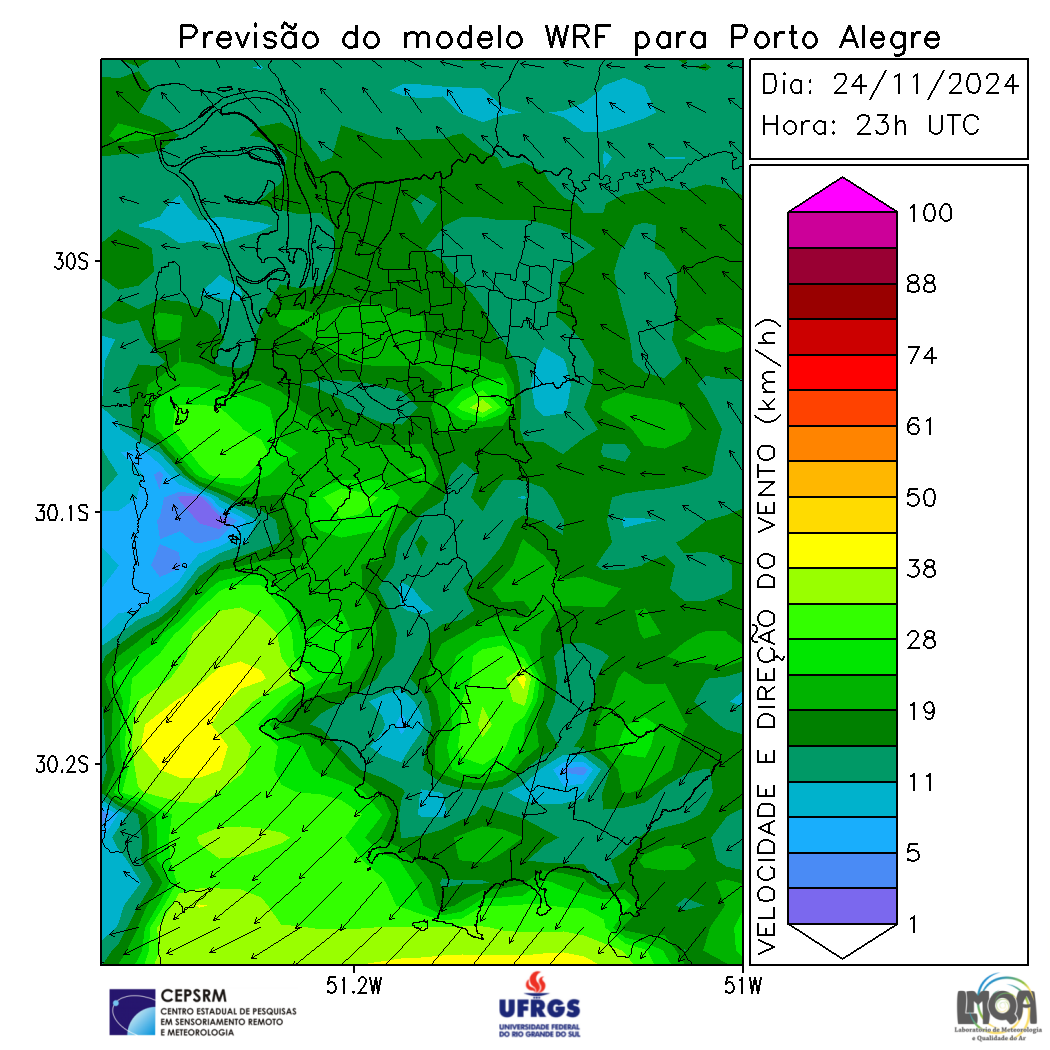 Previsão do modelo WRF para Porto Alegre
Dia: 24/11/2024
Hora: 23h UTC
30S
30.1S
30.2S
51.2W
51W
VELOCIDADE E DIREÇÃO DO VENTO (km/h)
100
88
74
61
50
38
28
19
11
5
1
CEPSRM
CENTRO ESTADUAL DE PESQUISAS
EM SENSORIAMENTO REMOTO
E METEOROLOGIA
UFRGS
UNIVERSIDADE FEDERAL
DO RIO GRANDE DO SUL
LMQA
Laboratório de Meteorologia
e Qualidade do Ar